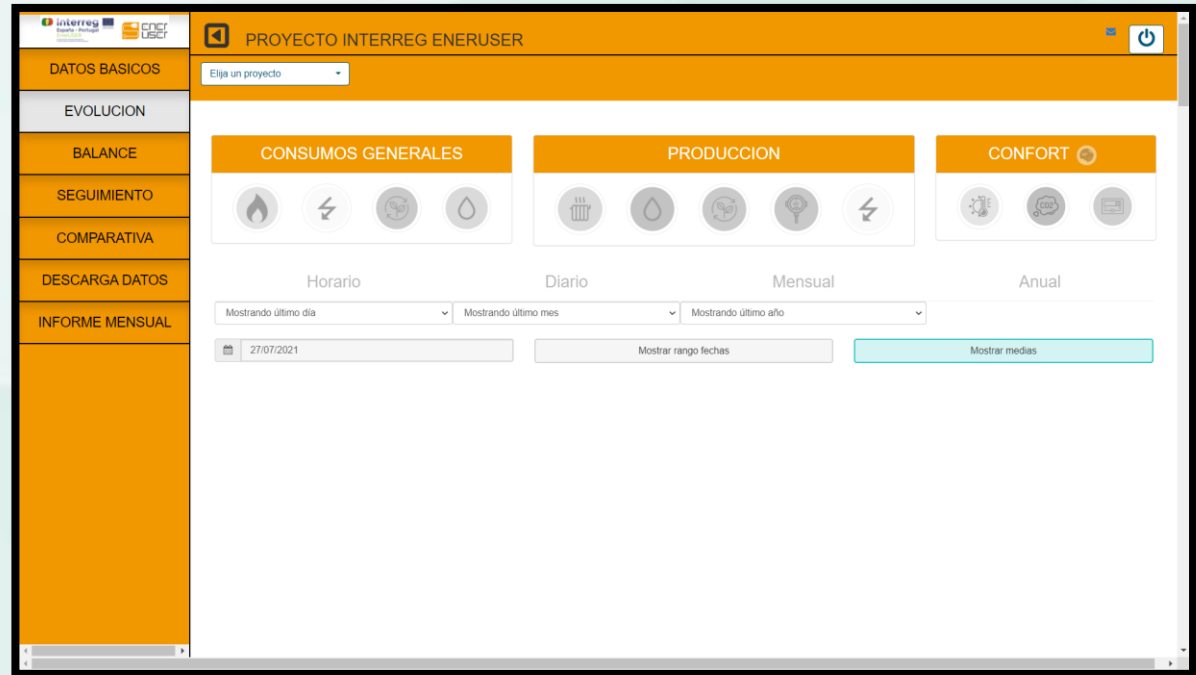 interreg
España - Portugal
ener
user
PROYECTO INTERREG ENERUSER
DATOS BASICOS
EVOLUCION
BALANCE
SEGUIMIENTO
COMPARATIVA
DESCARGA DATOS
INFORME MENSUAL
Elija un proyecto
CONSUMOS GENERALES
PRODUCCION
CONFORT
CO2
Horario Diario Mensual Anual
Mostrando último día Mostrando último mes Mostrando último año
27/07/2021 Mostrar rango fechas Mostrar medias